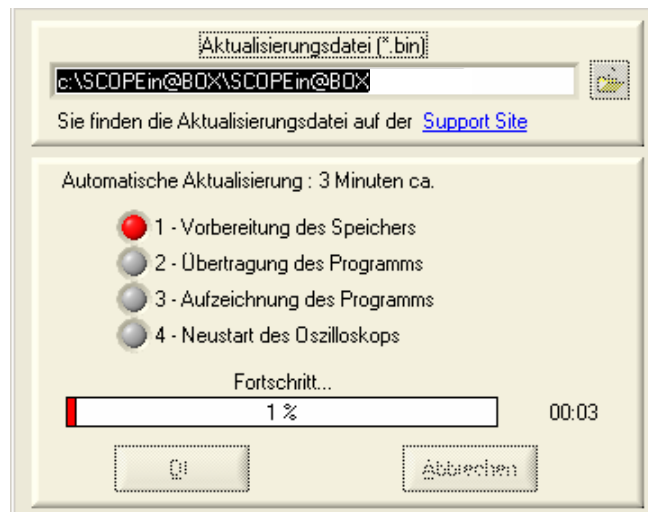 Aktualisierungsdatei (*.bin)
c:\SCOPEin@BOX\SCOPEin@BOX
Sie finden die Aktualisierungsdatei auf der Support Site
Automatische Aktualisierung : 3 Minuten ca.
1 - Vorbereitung des Speichers
2 - Übertragung des Programms
3 - Aufzeichnung des Programms
4 - Neustart des Oszilloskops
Fortschritt...
1 % 00:03
Abbrechen